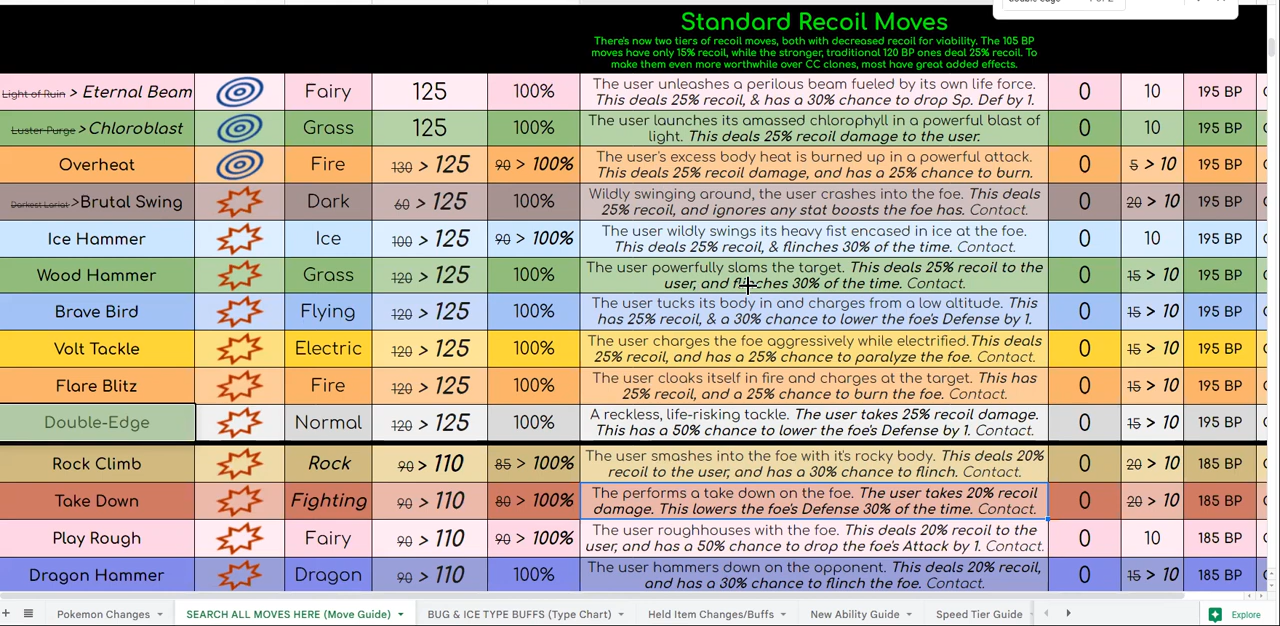 Standard Recoil Moves
There's now two tiers of recoil moves, both with decreased recoil for viability. The 105 BP
moves have only 15% recoil, while the stronger, traditional 120 BP ones deal 25% recoil. To
make them even more worthwhile over CC clones, most have great added effects.
Light of Ruin > Eternal Beam Fairy 125 100% The user unleashes a perilous beam fueled by its own life force. 0 10 195 BP
This deals 25% recoil, & has a 30% chance to drop Sp. Def by 1.
Luster Purge > Chloroblast Grass 125 100% The user launches its amassed chlorophyll in a powerful blast of 0 10 195 BP
light. This deals 25% recoil damage to the user.
Overheat Fire 130 > 125 90 > 100% The user's excess body heat is burned up in a powerful attack. 0 5 > 10 195 BP
This deals 25% recoil damage, and has a 25% chance to burn.
Darkest Lariat > Brutal Swing Dark 60 > 125 100% Wildly swinging around, the user crashes into the foe. This deals 0 20 > 10 195 BP
25% recoil, and ignores any stat boosts the foe has. Contact.
Ice Hammer Ice 100 > 125 90 > 100% The user wildly swings its heavy fist encased in ice at the foe. 0 10 195 BP
This deals 25% recoil, & flinches 30% of the time. Contact.
Wood Hammer Grass 120 > 125 100% The user powerfully slams the target. This deals 25% recoil to the 0 15 > 10 195 BP
user, and flinches 30% of the time. Contact.
Brave Bird Flying 120 > 125 100% The user tucks its body in and charges from a low altitude. This 0 15 > 10 195 BP
has 25% recoil, & a 30% chance to lower the foe's Defense by 1.
Volt Tackle Electric 120 > 125 100% The user charges the foe aggressively while electrified.This deals 0 15 > 10 195 BP
25% recoil, and has a 25% chance to paralyze the foe. Contact.
Flare Blitz Fire 120 > 125 100% The user cloaks itself in fire and charges at the target. This has 0 15 > 10 195 BP
25% recoil, and a 25% chance to burn the foe. Contact.
Double-Edge Normal 120 > 125 100% A reckless, life-risking tackle. The user takes 25% recoil damage. 0 15 > 10 195 BP
This has a 50% chance to lower the foe's Defense by 1. Contact.
Rock Climb Rock 90 > 110 85 > 100% The user smashes into the foe with it's rocky body. This deals 20% 0 20 > 10 185 BP
recoil to the user, and has a 30% chance to flinch. Contact.
Take Down Fighting 90 > 110 80 > 100% The performs a take down on the foe. The user takes 20% recoil 0 20 > 10 185 BP
damage. This lowers the foe's Defense 30% of the time. Contact.
Play Rough Fairy 90 > 110 90 > 100% The user roughhouses with the foe. This deals 20% recoil to the 0 10 185 BP
user, and has a 50% chance to drop the foe's Attack by 1. Contact.
Dragon Hammer Dragon 90 > 110 100% The user hammers down on the opponent. This deals 20% recoil, 0 15 > 10 185 BP
and has a 30% chance to flinch the foe. Contact.
+ Pokemon Changes SEARCH ALL MOVES HERE (Move Guide) BUG & ICE TYPE BUFFS (Type Chart) Held Item Changes/Buffs New Ability Guide Speed Tier Guide Explore